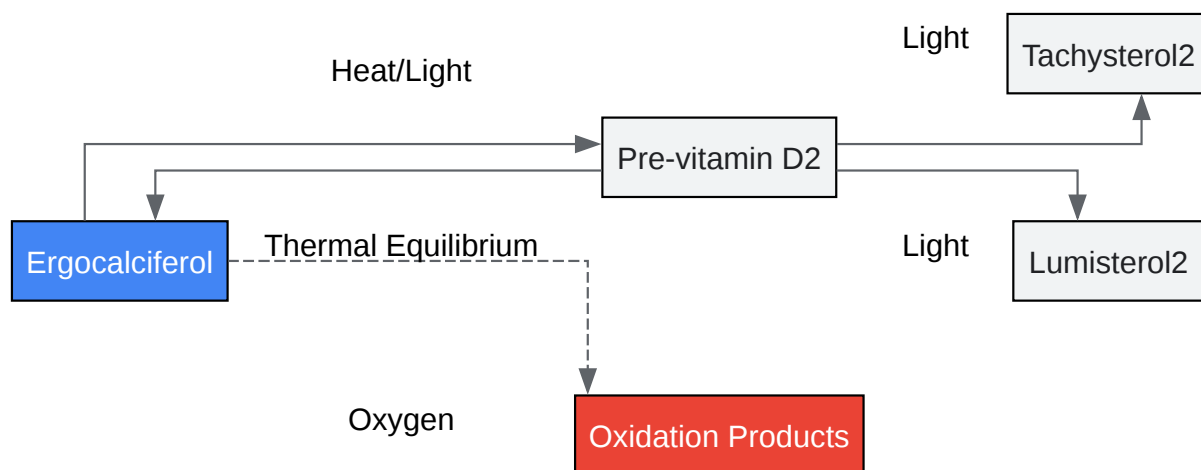 Light
Tachysterol2
Heat/Light
Pre-vitamin D2
Ergocalciferol
Thermal Equilibrium
Light
Lumisterol2
Oxygen
Oxidation Products